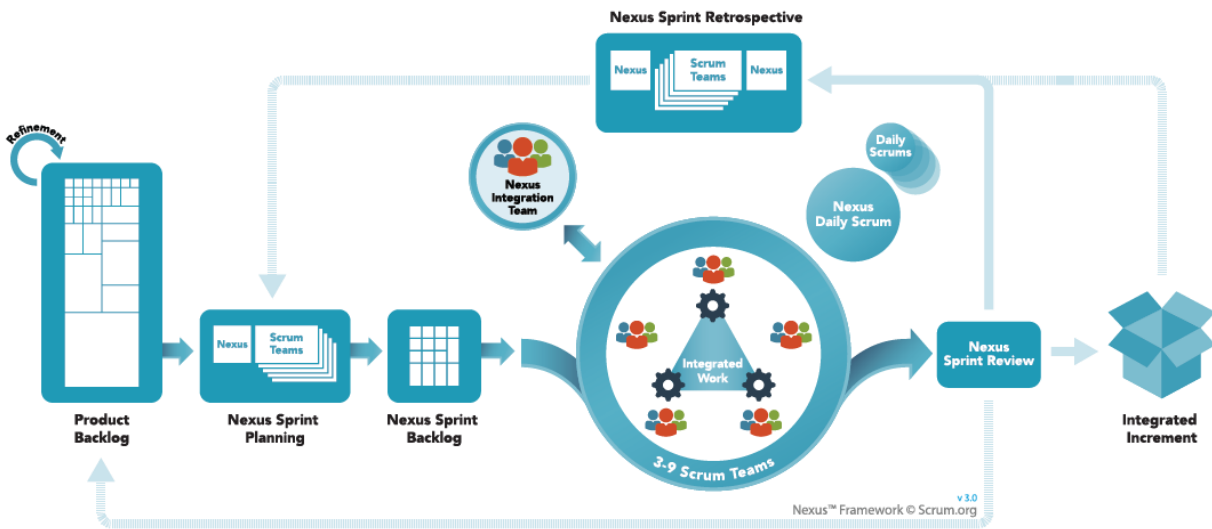 Nexus Sprint Retrospective
Nexus
Scrum
Teams
Nexus
Refinement
Daily
Scrums
Nexus
Integration
Team
Nexus
Daily Scrum
Nexus
Scrum
Teams
Integrated
Work
Nexus
Sprint Review
Product
Backlog
Nexus Sprint
Planning
Nexus Sprint
Backlog
Integrated
Increment
3-9 Scrum Teams
v 3.0
Nexus™ Framework © Scrum.org